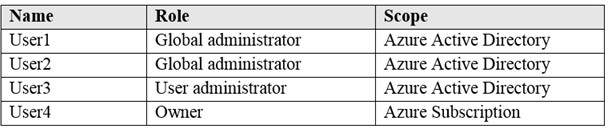 Name Role Scope
User1 Global administrator Azure Active Directory
User2 Global administrator Azure Active Directory
User3 User administrator Azure Active Directory
User4 Owner Azure Subscription